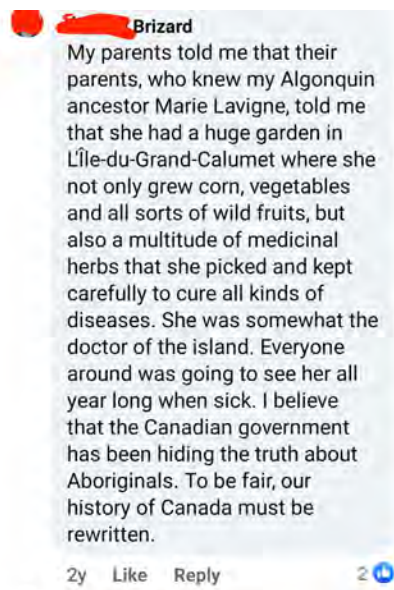 Brizard
My parents told me that their
parents, who knew my Algonquin
ancestor Marie Lavigne, told me
that she had a huge garden in
L'Île-du-Grand-Calumet where she
not only grew corn, vegetables
and all sorts of wild fruits, but
also a multitude of medicinal
herbs that she picked and kept
carefully to cure all kinds of
diseases. She was somewhat the
doctor of the island. Everyone
around was going to see her all
year long when sick. I believe
that the Canadian government
has been hiding the truth about
Aboriginals. To be fair, our
history of Canada must be
rewritten.
2y Like Reply 2